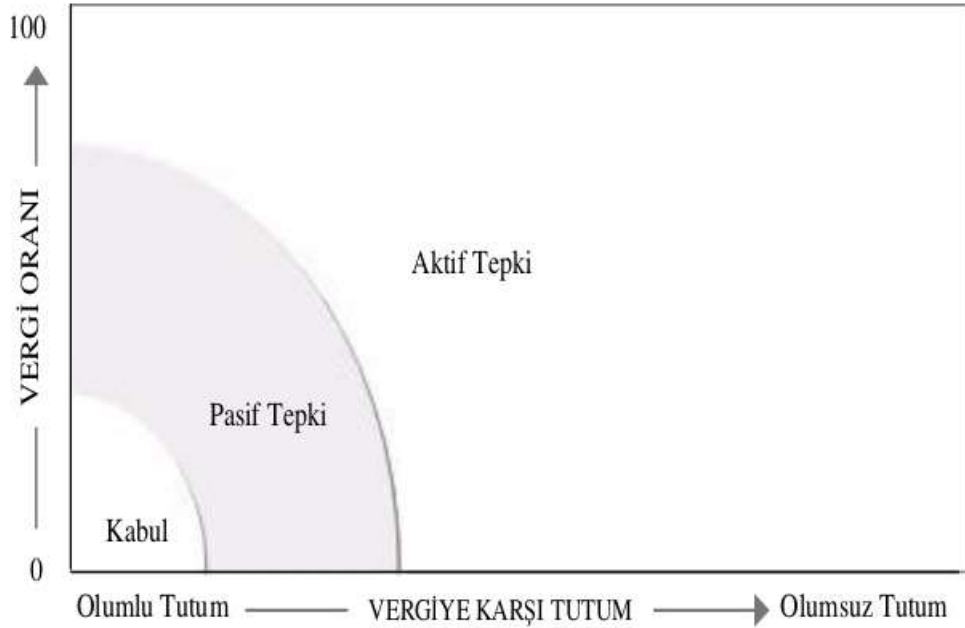 100
VERGİ ORANI
Aktif Tepki
Pasif Tepki
Kabul
0
Olumlu Tutum
VERGİYE KARŞI TUTUM
Olumsuz Tutum